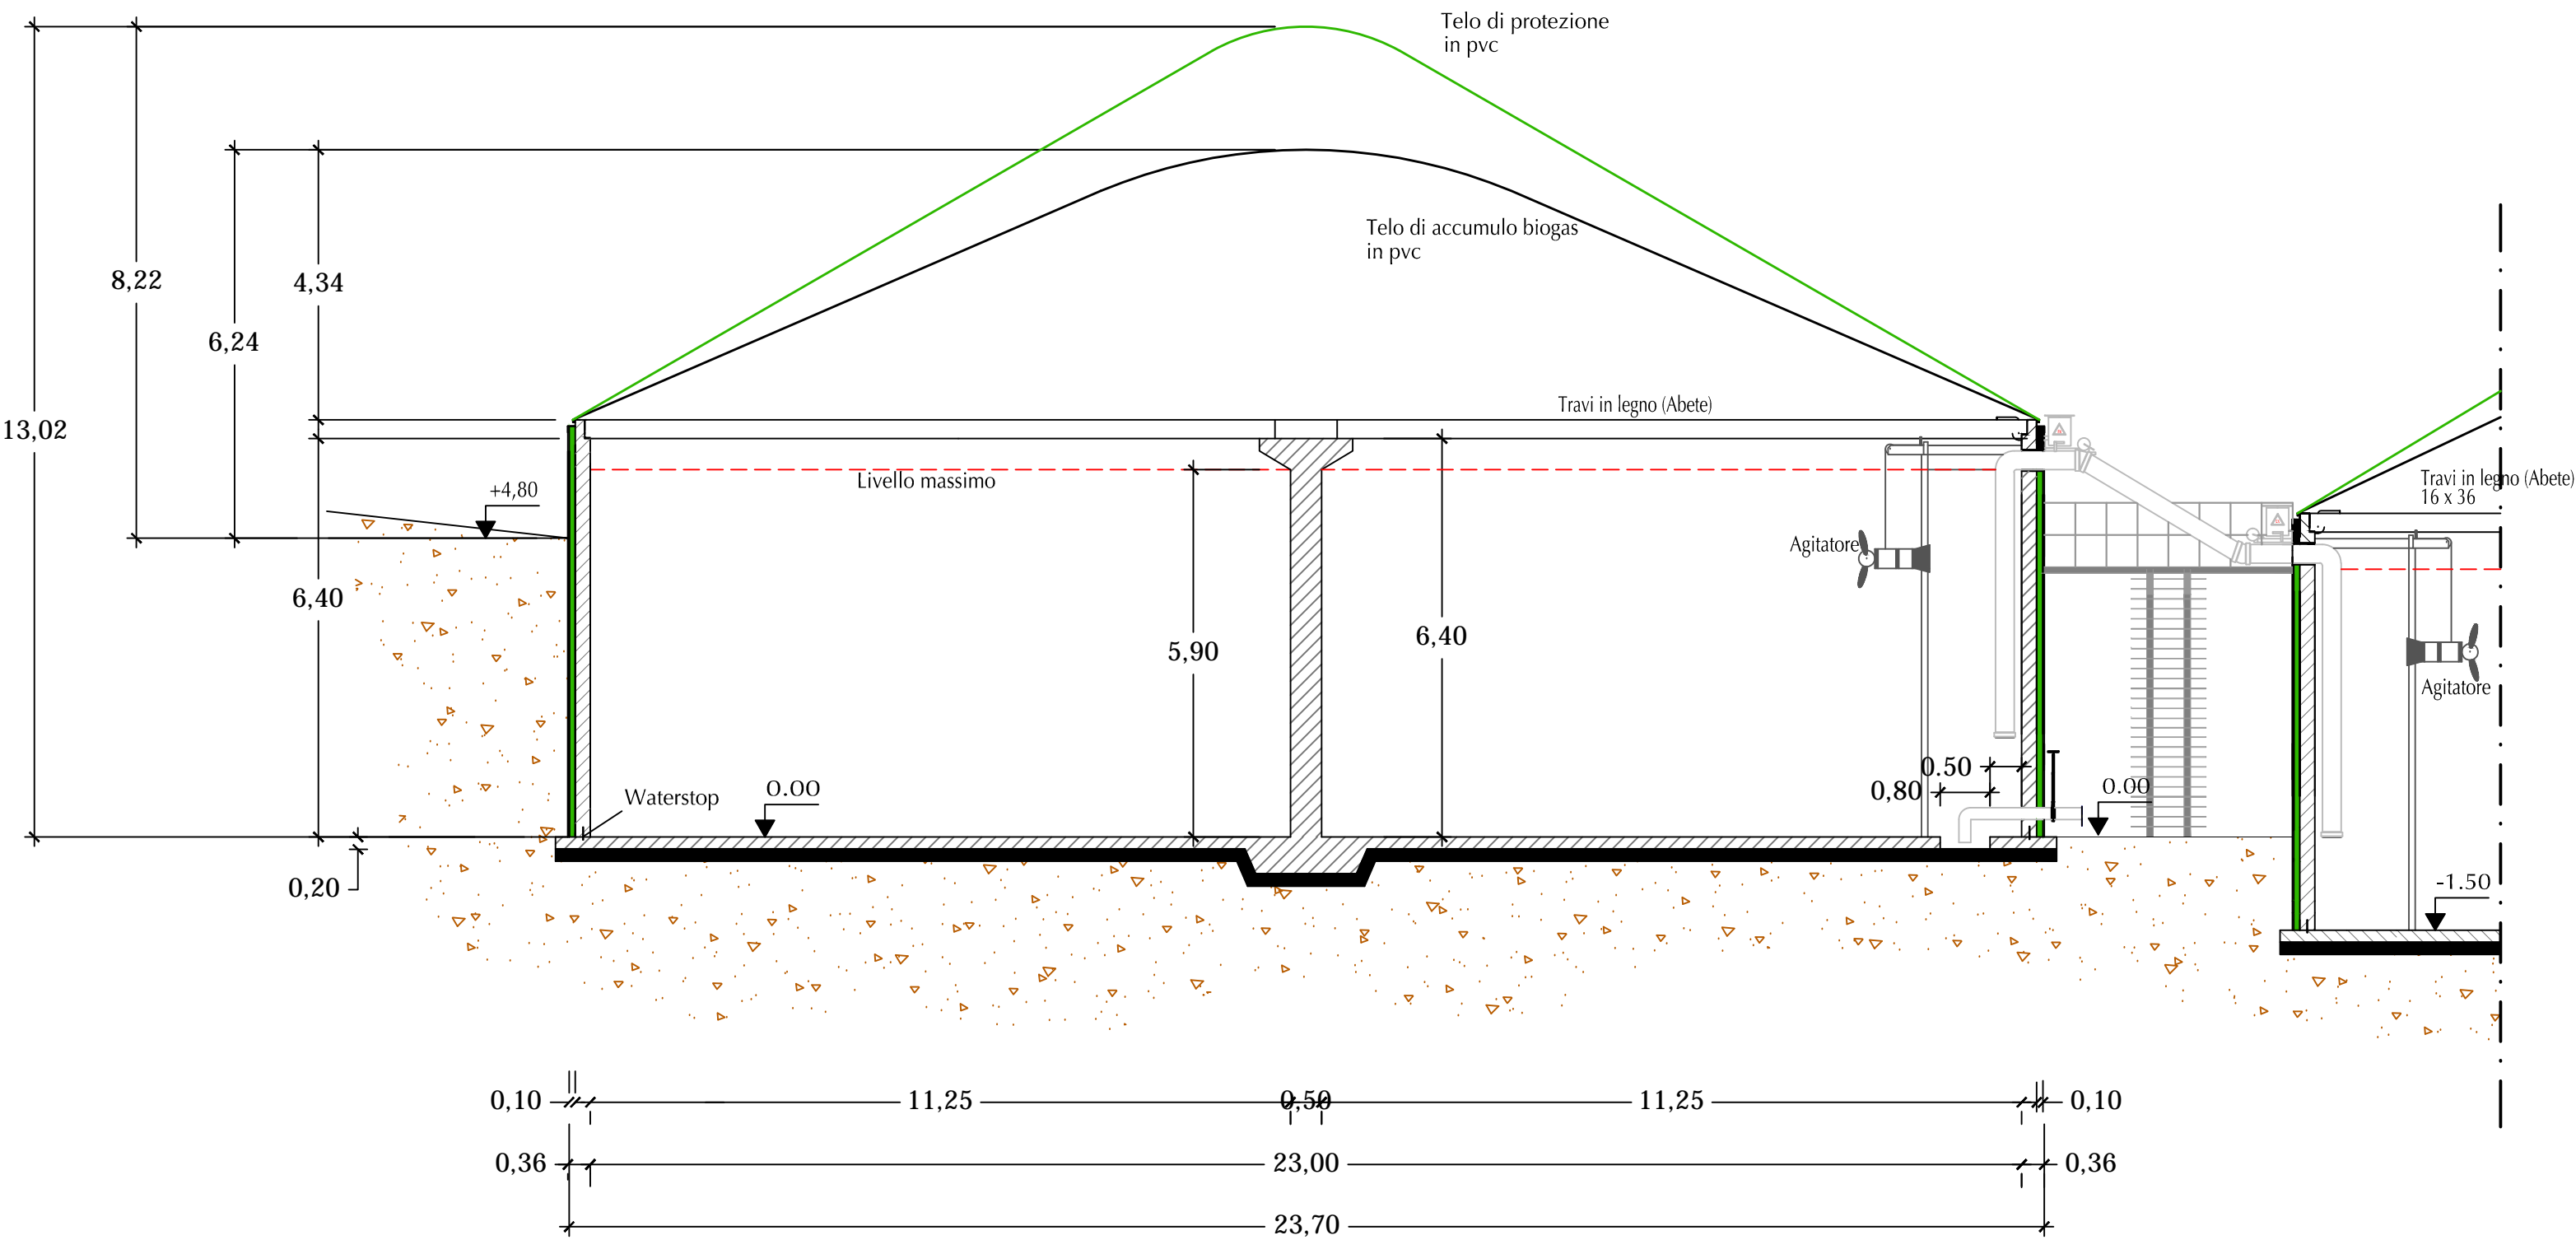 Telo di protezione
in pvc
Telo di accumulo biogas
in pvc
8,22
4,34
6,24
13,02
Travi in legno (Abete)
Livello massimo
+4,80
Travi in legno (Abete)
16 x 36
Agitatore
6,40
5,90
6,40
Agitatore
0.50
0,80
Waterstop
0.00
0.00
0,20
-1.50
0,10
11,25
0,50
11,25
0,10
0,36
23,00
0,36
23,70